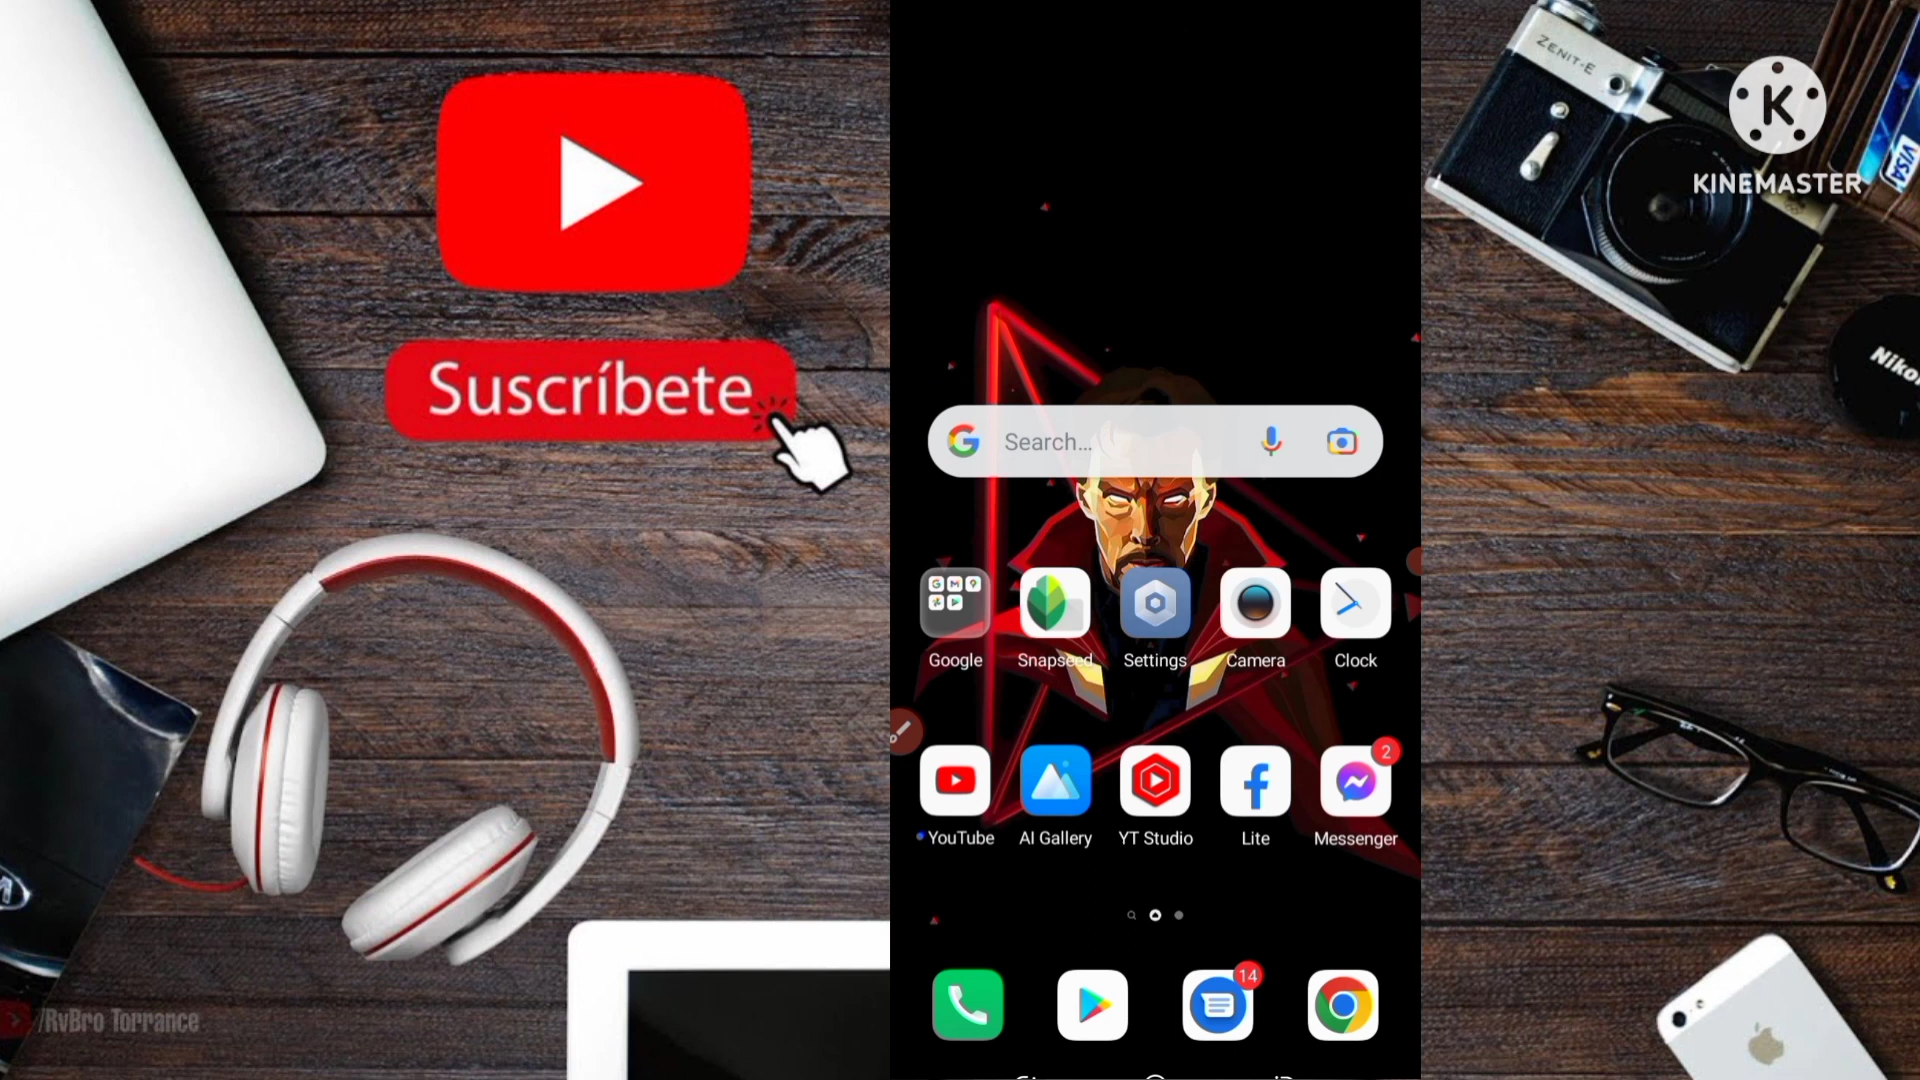 Suscríbete
/RvBro Torrance
Search...
Google
Snapseed
Settings
Camera
Clock
2
YouTube
AI Gallery
YT Studio
Lite
Messenger
14
ZENIT-E
K
KINEMASTER
VISA
Niko